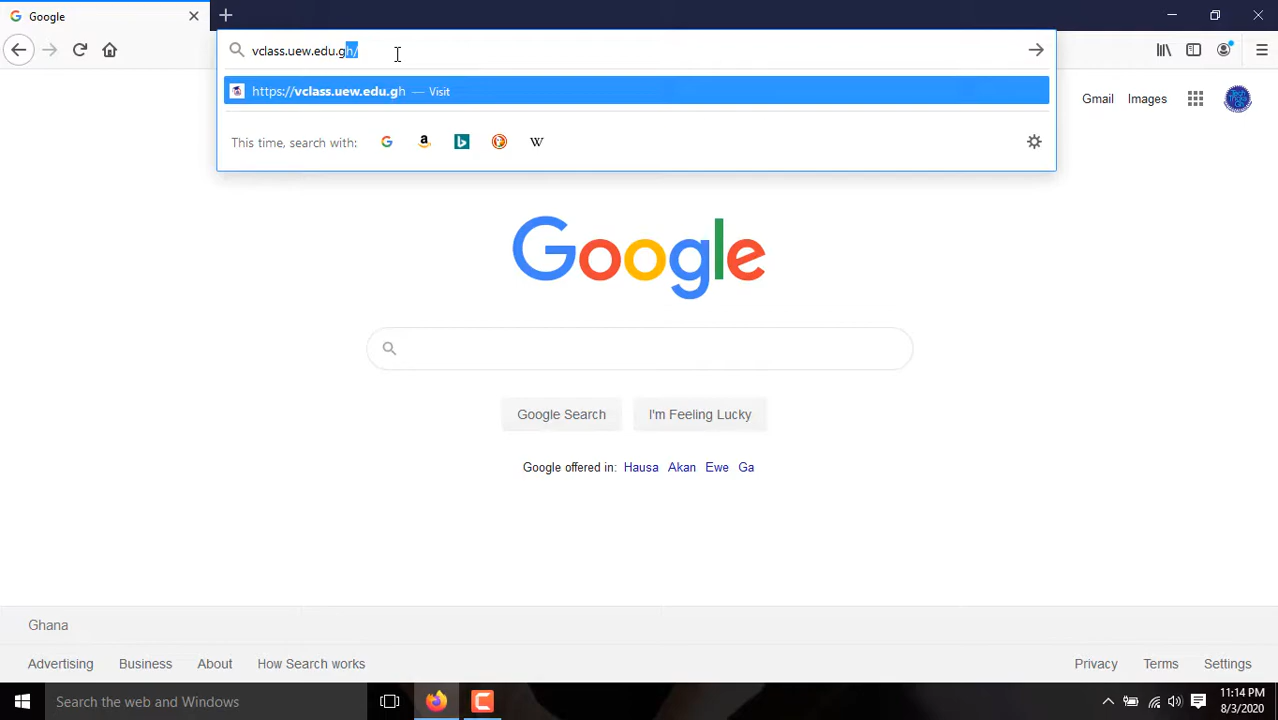 Google
vclass.uew.edu.gh/
https://vclass.uew.edu.gh — Visit
This time, search with:
Gmail Images
Google
Google Search I'm Feeling Lucky
Google offered in: Hausa Akan Ewe Ga
Ghana
Advertising Business About How Search works Privacy Terms Settings
Search the web and Windows
11:14 PM
8/3/2020